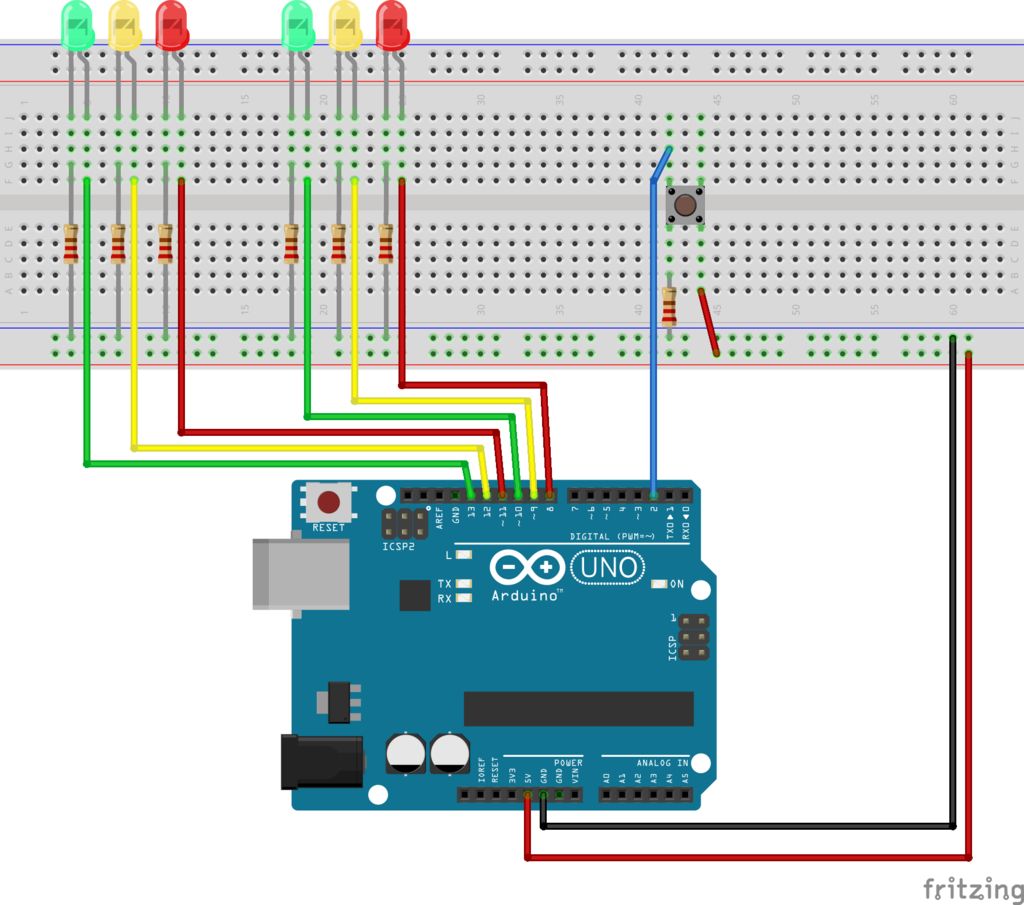 1 15 20 30 35 40 45 50 55 60
J J
I I
H H
G G
F F
E E
D D
C C
B B
A A
1 15 20 30 35 40 45 50 55 60
RESET
ICSP2
AREF GND 13 12 ~11 ~10 ~9 8 7 ~6 ~5 4 ~3 2 TX0▶1 RX0◀0
DIGITAL (PWM=~)
L
TX
RX
UNO
Arduino™
ON
1
ICSP
POWER ANALOG IN
IOREF RESET 3V3 5V GND GND VIN A0 A1 A2 A3 A4 A5
fritzing